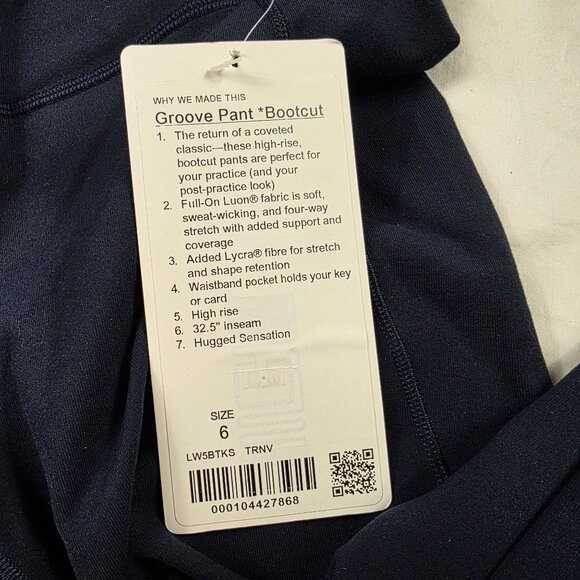 WHY WE MADE THIS
Groove Pant *Bootcut
1. The return of a coveted
classic—these high-rise,
bootcut pants are perfect for
your practice (and your
post-practice look)
2. Full-On Luon® fabric is soft,
sweat-wicking, and four-way
stretch with added support and
coverage
3. Added Lycra® fibre for stretch
and shape retention
4. Waistband pocket holds your key
or card
5. High rise
6. 32.5" inseam
7. Hugged Sensation
SIZE
6
LW5BTKS TRNV
000104427868